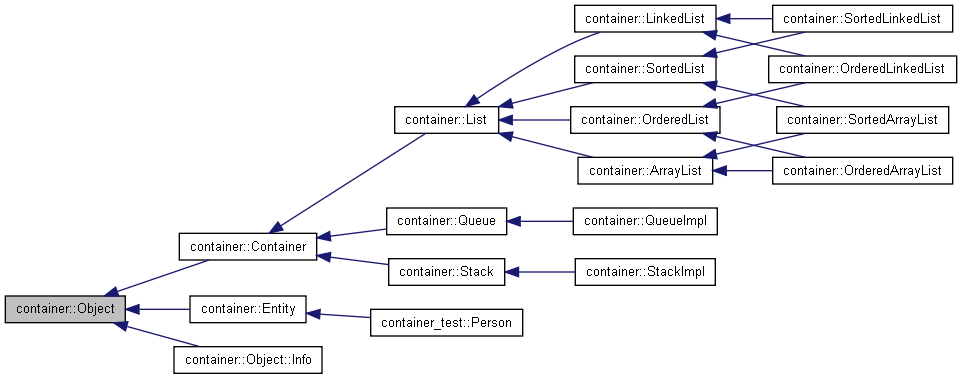 container::LinkedList
container::SortedLinkedList
container::SortedList
container::OrderedLinkedList
container::List
container::OrderedList
container::SortedArrayList
container::ArrayList
container::OrderedArrayList
container::Queue
container::QueueImpl
container::Container
container::Stack
container::StackImpl
container::Object
container::Entity
container_test::Person
container::Object::Info